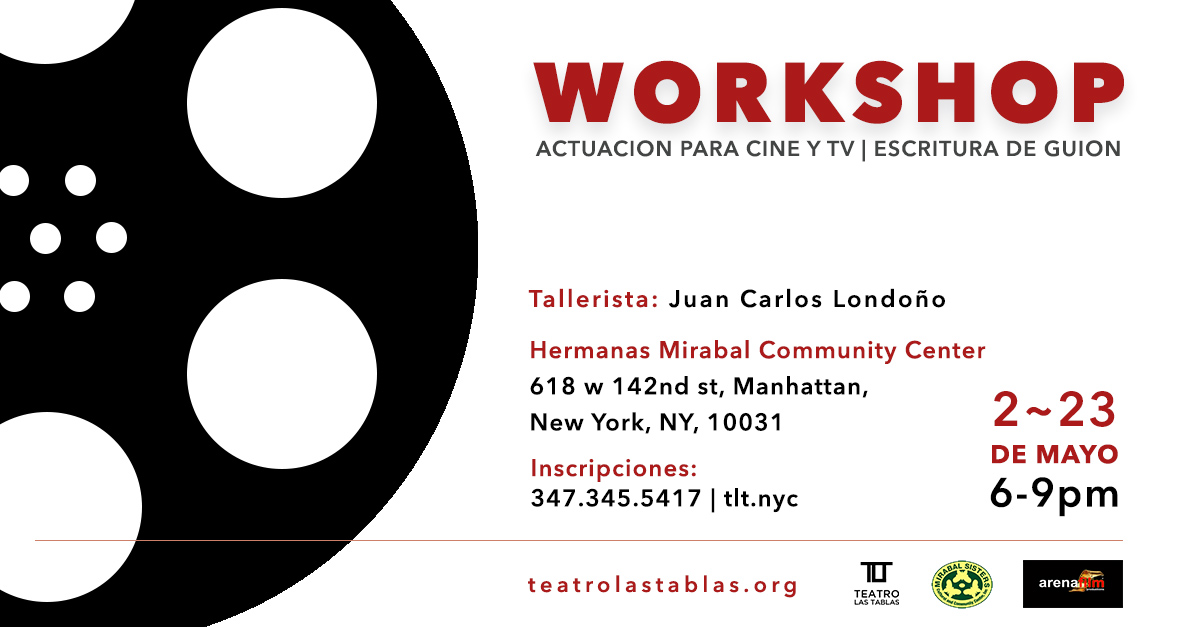 WORKSHOP
ACTUACION PARA CINE Y TV | ESCRITURA DE GUION
Tallerista: Juan Carlos Londoño
Hermanas Mirabal Community Center
618 w 142nd st, Manhattan,
New York, NY, 10031
Inscripciones:
347.345.5417 | tlt.nyc
2~23
DE MAYO
6-9pm
teatrolastablas.org
TEATRO
LAS TABLAS
MIRABAL SISTERS
arenafilm
productions